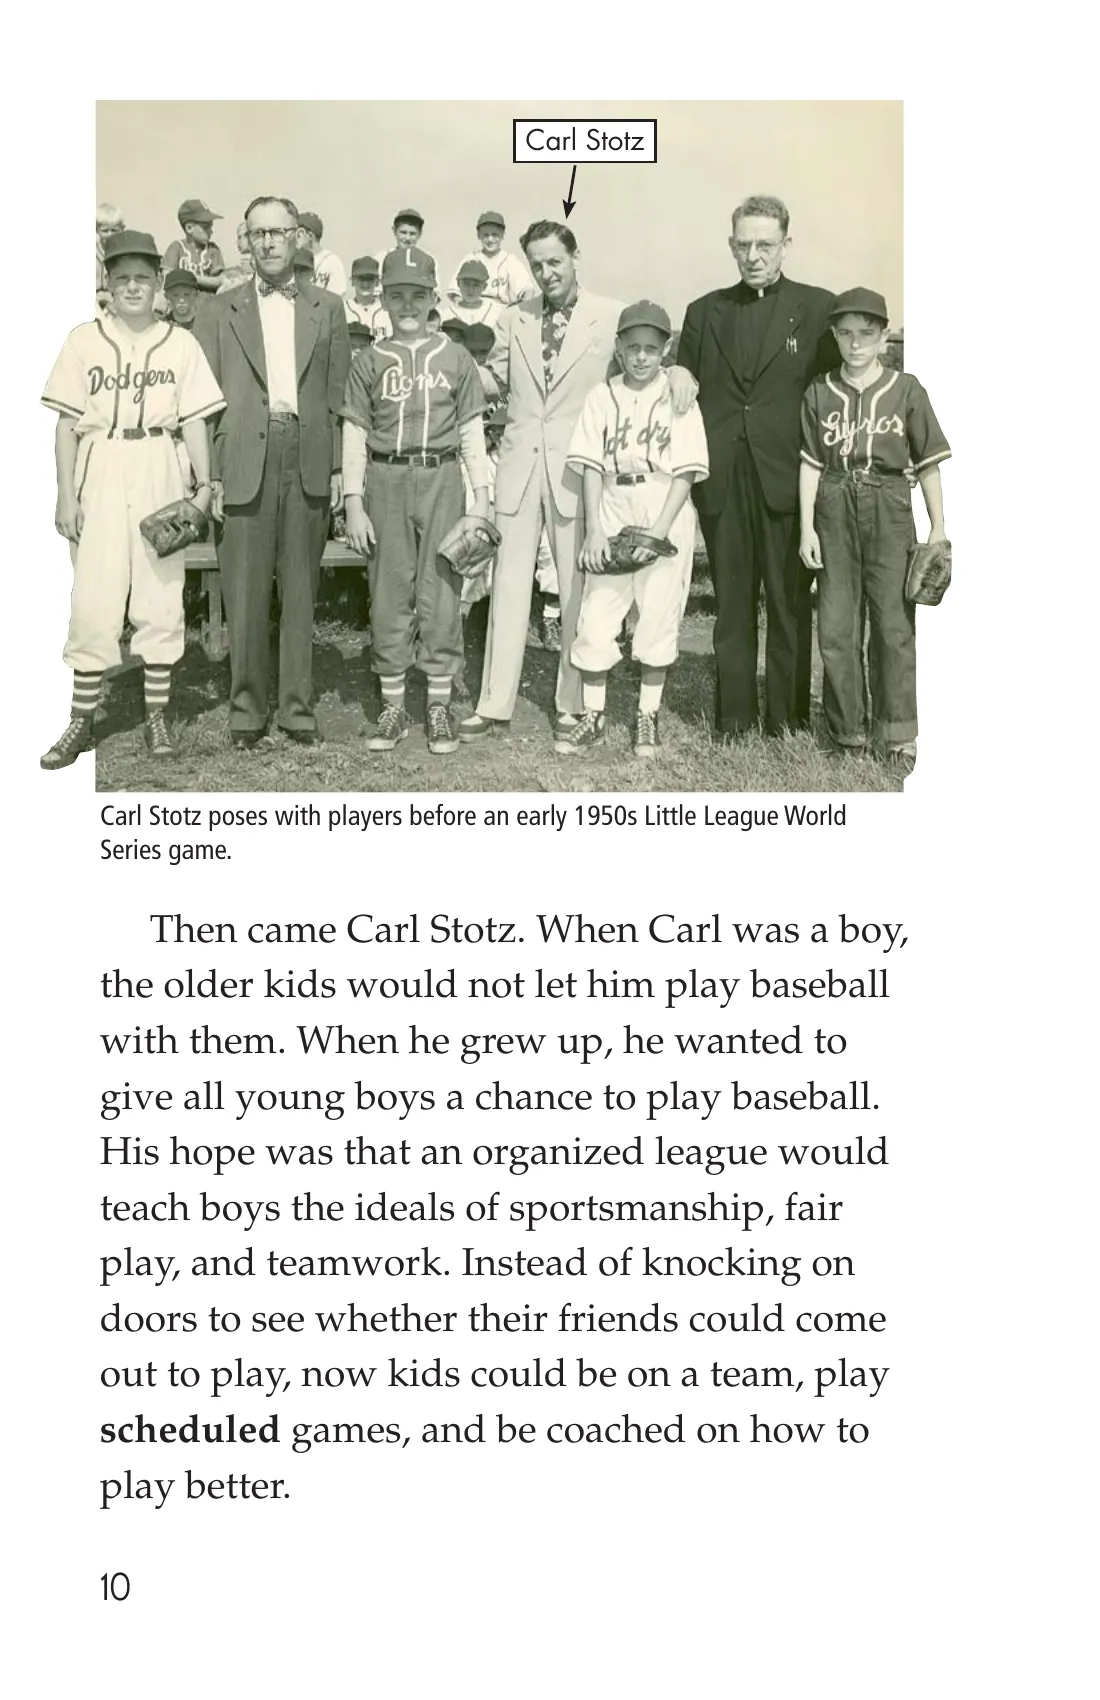 Carl Stotz
Dodgers
L
Lions
Gyros
Carl Stotz poses with players before an early 1950s Little League World
Series game.
Then came Carl Stotz. When Carl was a boy,
the older kids would not let him play baseball
with them. When he grew up, he wanted to
give all young boys a chance to play baseball.
His hope was that an organized league would
teach boys the ideals of sportsmanship, fair
play, and teamwork. Instead of knocking on
doors to see whether their friends could come
out to play, now kids could be on a team, play
scheduled games, and be coached on how to
play better.
10